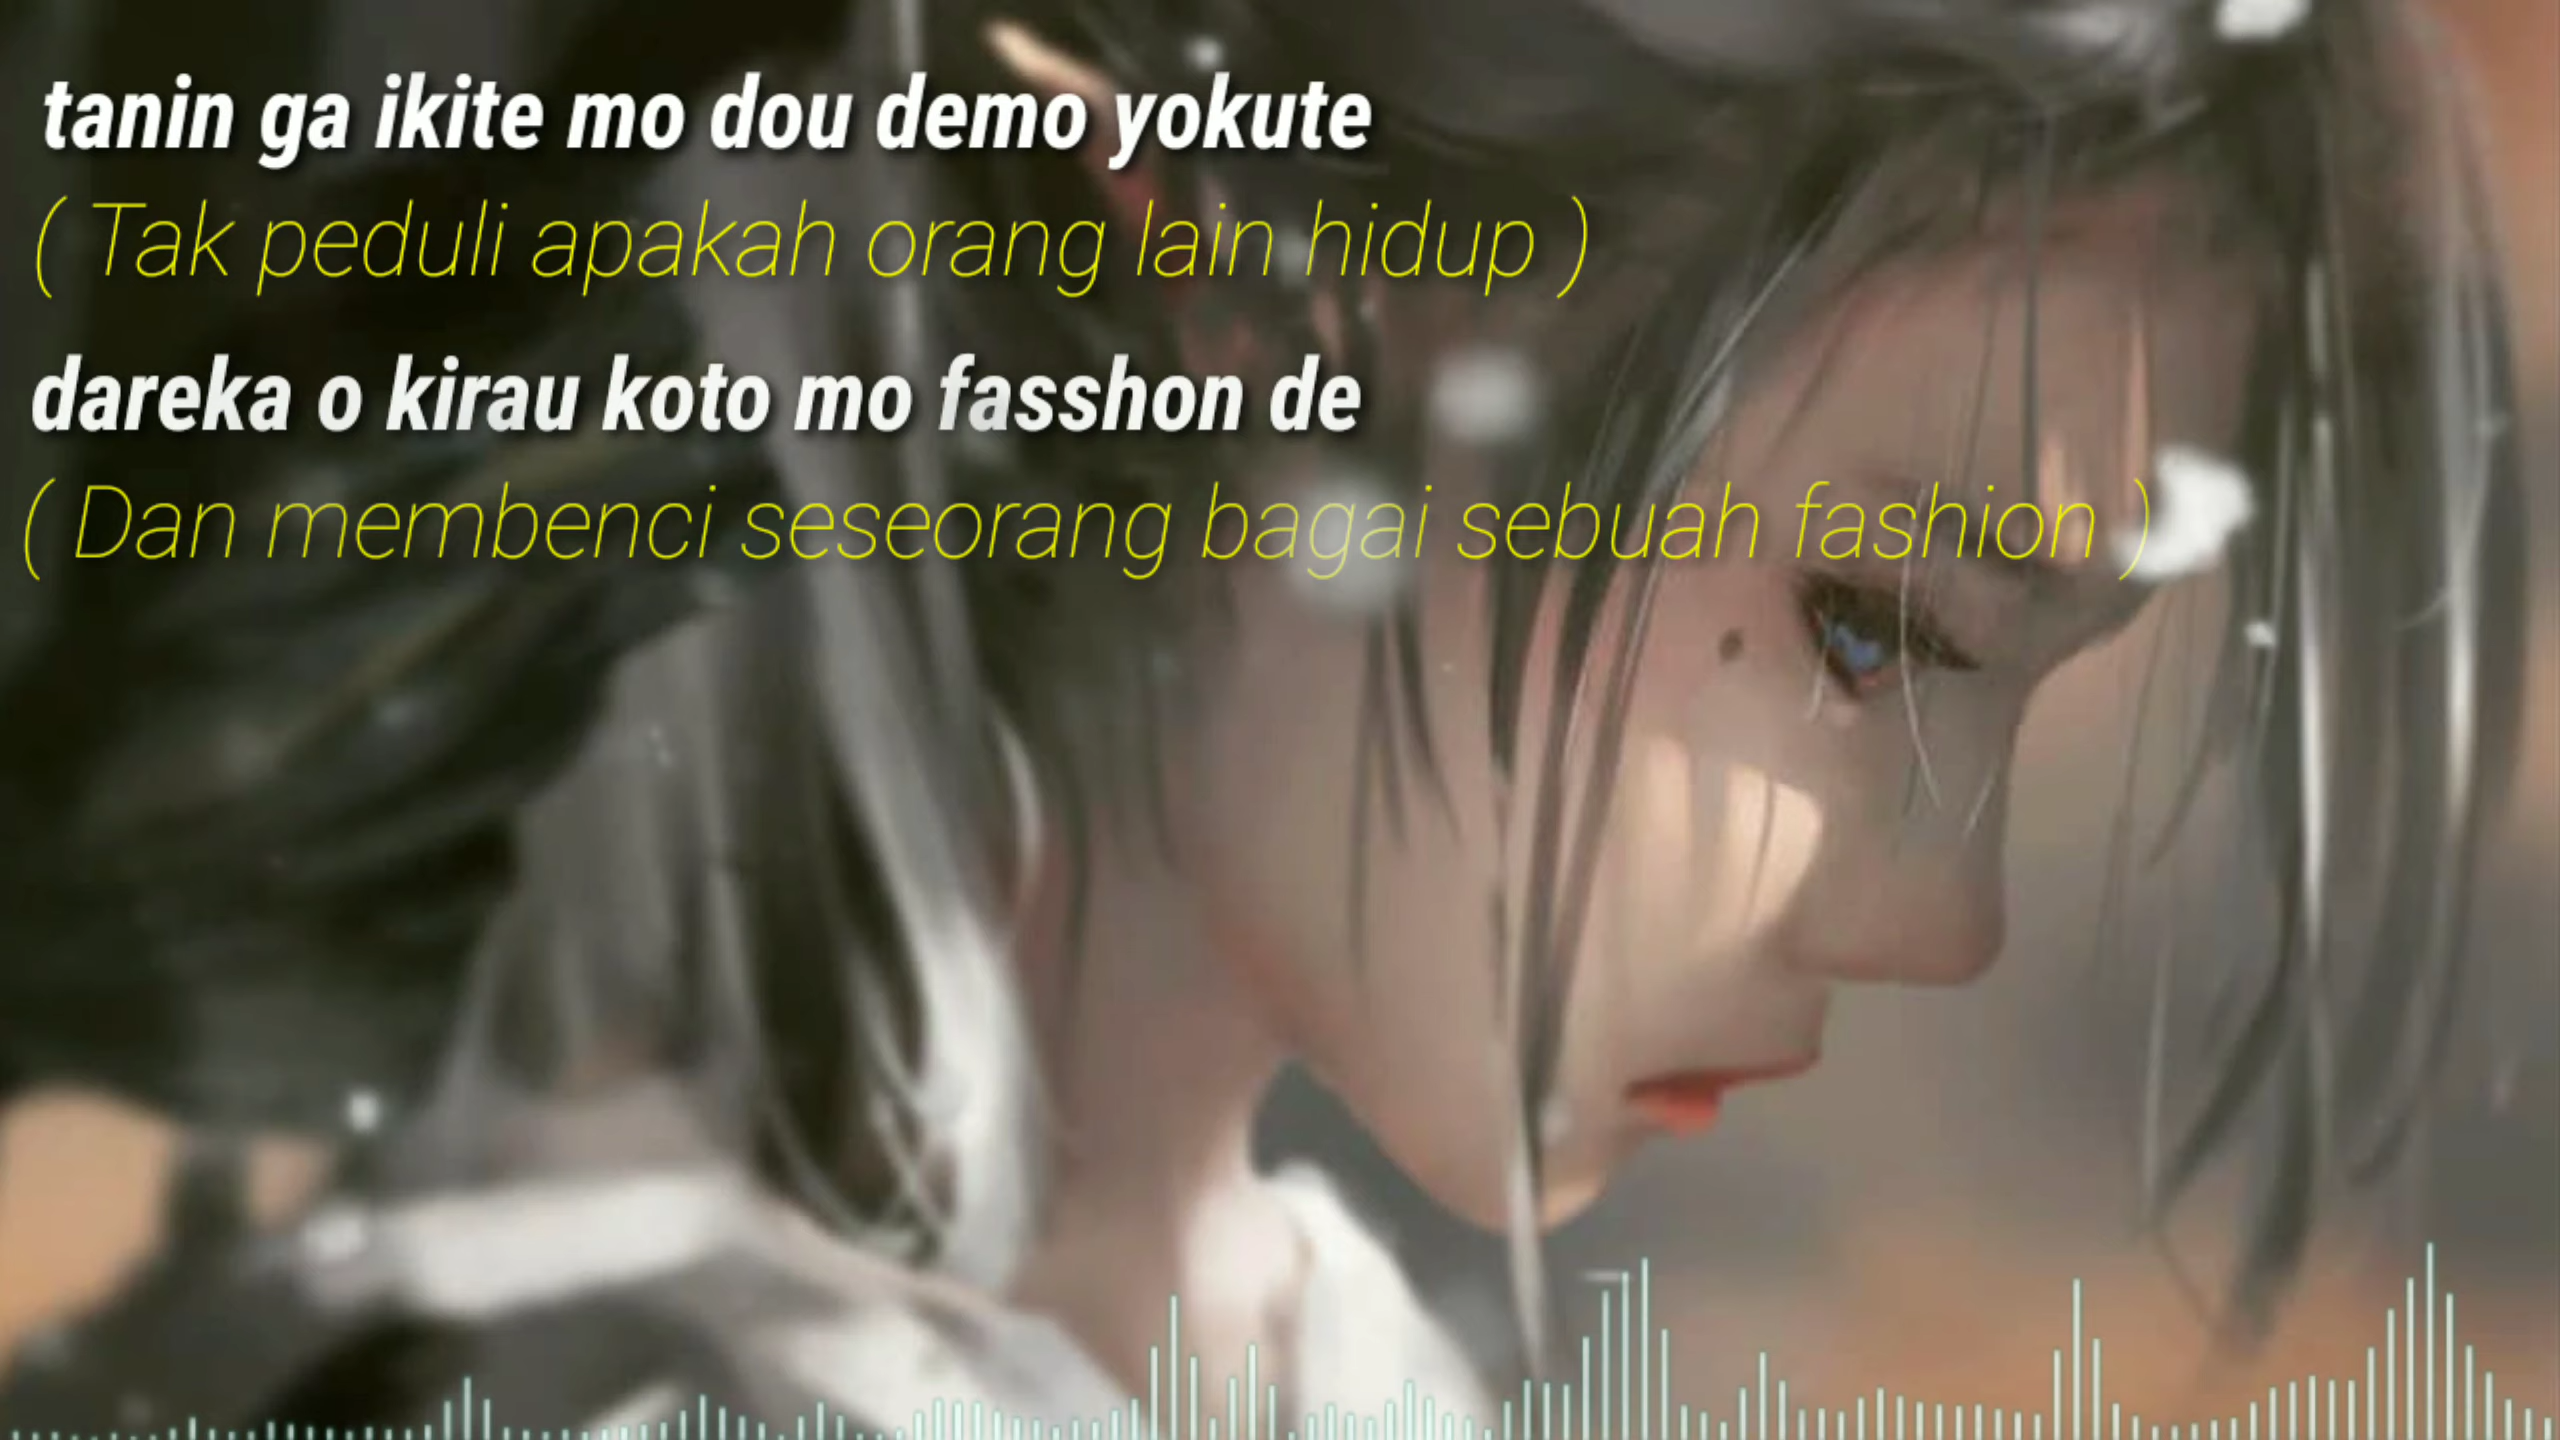 tanin ga ikite mo dou demo yokute
( Tak peduli apakah orang lain hidup )
dareka o kirau koto mo fasshon de
( Dan membenci seseorang bagai sebuah fashion )